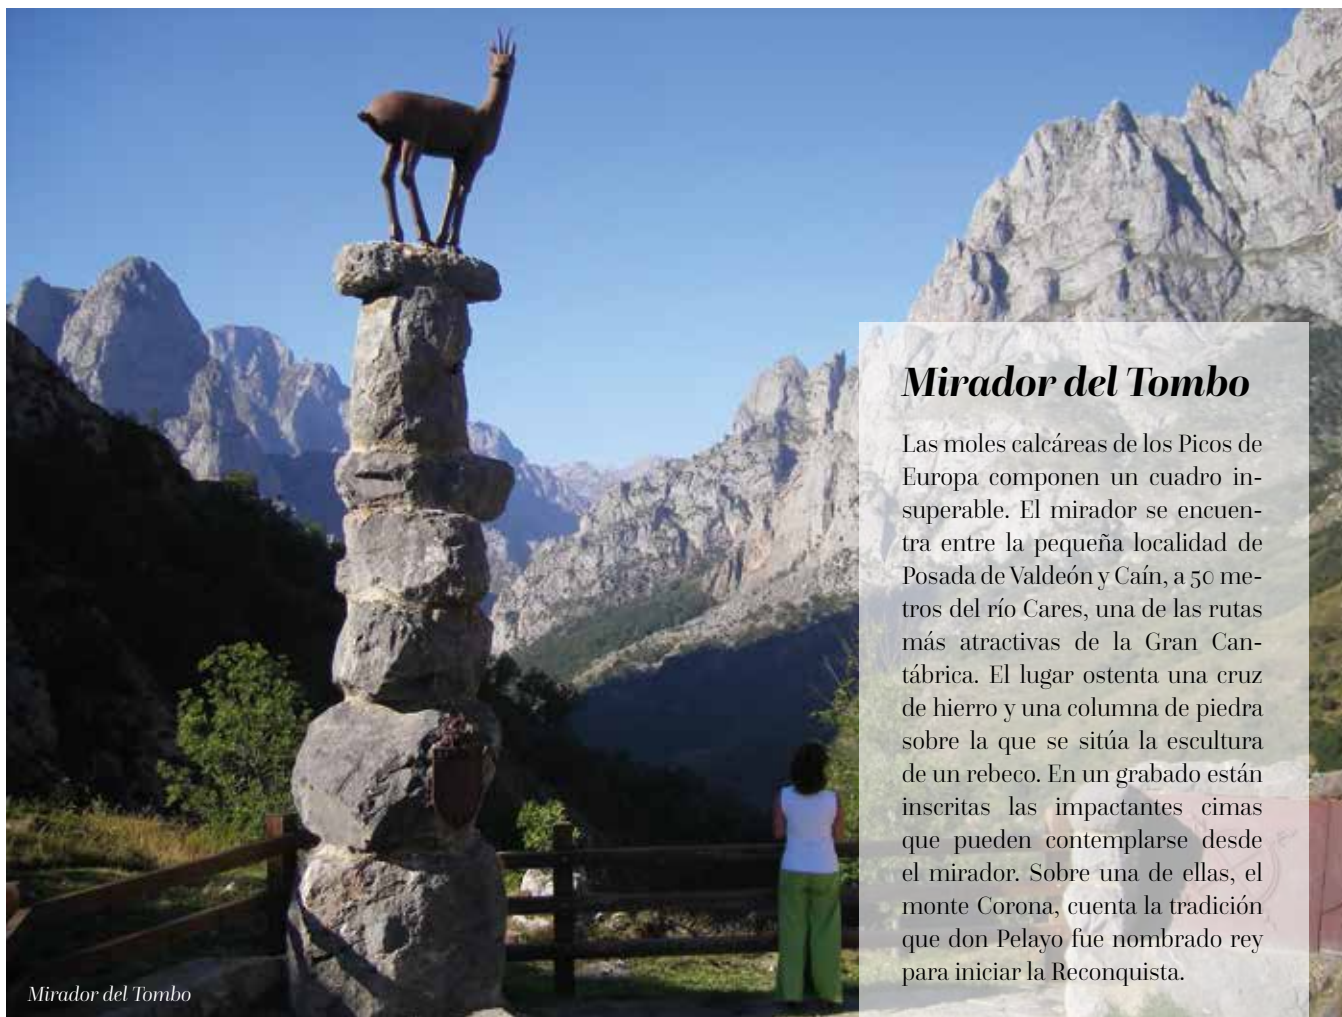 Mirador del Tombo
Las moles calcáreas de los Picos de
Europa componen un cuadro in-
superable. El mirador se encuen-
tra entre la pequeña localidad de
Posada de Valdeón y Caín, a 50 me-
tros del río Cares, una de las rutas
más atractivas de la Gran Can-
tábrica. El lugar ostenta una cruz
de hierro y una columna de piedra
sobre la que se sitúa la escultura
de un rebeco. En un grabado están
inscritas las impactantes cimas
que pueden contemplarse desde
el mirador. Sobre una de ellas, el
monte Corona, cuenta la tradición
que don Pelayo fue nombrado rey
para iniciar la Reconquista.
Mirador del Tombo